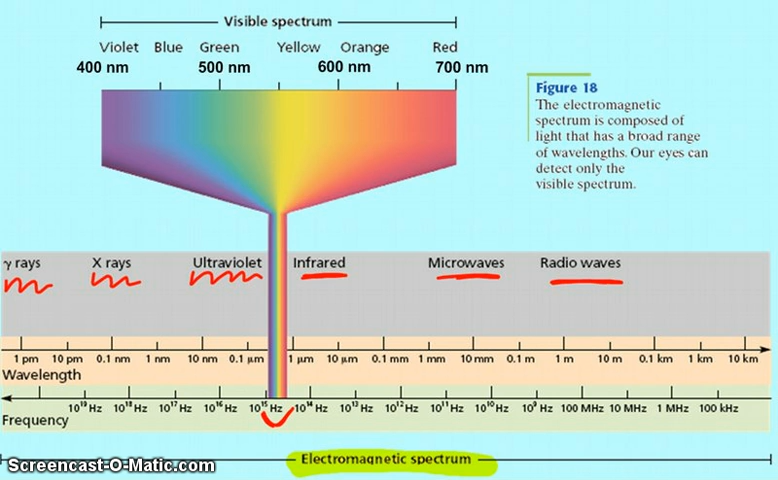 Visible spectrum
Violet Blue Green Yellow Orange Red
400 nm 500 nm 600 nm 700 nm
Figure 18
The electromagnetic
spectrum is composed of
light that has a broad range
of wavelengths. Our eyes can
detect only the
visible spectrum.
γ rays X rays Ultraviolet Infrared Microwaves Radio waves
1 pm 10 pm 0.1 nm 1 nm 10 nm 0.1 μm 1 μm 10 μm 0.1 mm 1 mm 10 mm 0.1 m 1 m 10 m 0.1 km 1 km 10 km
Wavelength
10¹⁹ Hz 10¹⁸ Hz 10¹⁷ Hz 10¹⁶ Hz 10¹⁵ Hz 10¹⁴ Hz 10¹³ Hz 10¹² Hz 10¹¹ Hz 10¹⁰ Hz 10⁹ Hz 100 MHz 10 MHz 1 MHz 100 kHz
Frequency
Electromagnetic spectrum
Screencast-O-Matic.com